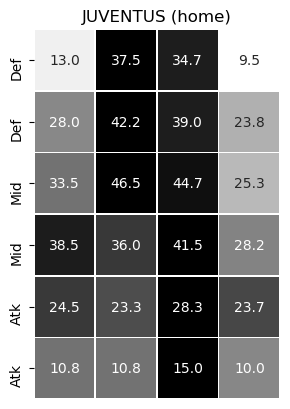 JUVENTUS (home)
Def 13.0 37.5 34.7 9.5
Def 28.0 42.2 39.0 23.8
Mid 33.5 46.5 44.7 25.3
Mid 38.5 36.0 41.5 28.2
Atk 24.5 23.3 28.3 23.7
Atk 10.8 10.8 15.0 10.0